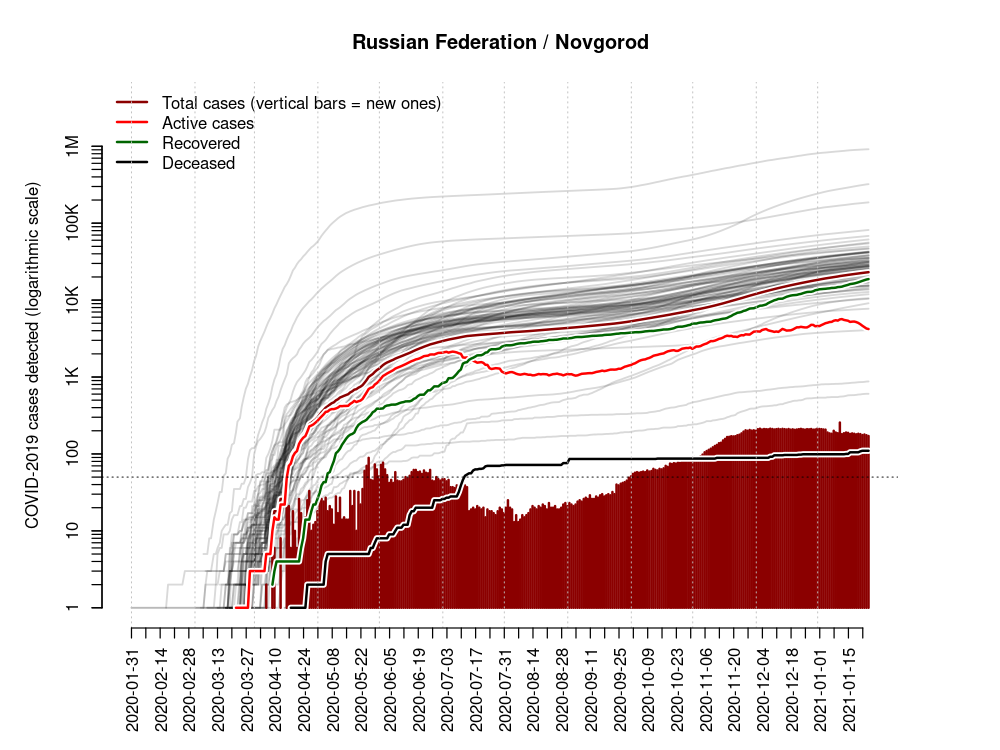 Russian Federation / Novgorod
Total cases (vertical bars = new ones)
Active cases
Recovered
Deceased
COVID-2019 cases detected (logarithmic scale)
1M
100K
10K
1K
100
10
1
2020-01-31
2020-02-14
2020-02-28
2020-03-13
2020-03-27
2020-04-10
2020-04-24
2020-05-08
2020-05-22
2020-06-05
2020-06-19
2020-07-03
2020-07-17
2020-07-31
2020-08-14
2020-08-28
2020-09-11
2020-09-25
2020-10-09
2020-10-23
2020-11-06
2020-11-20
2020-12-04
2020-12-18
2021-01-01
2021-01-15